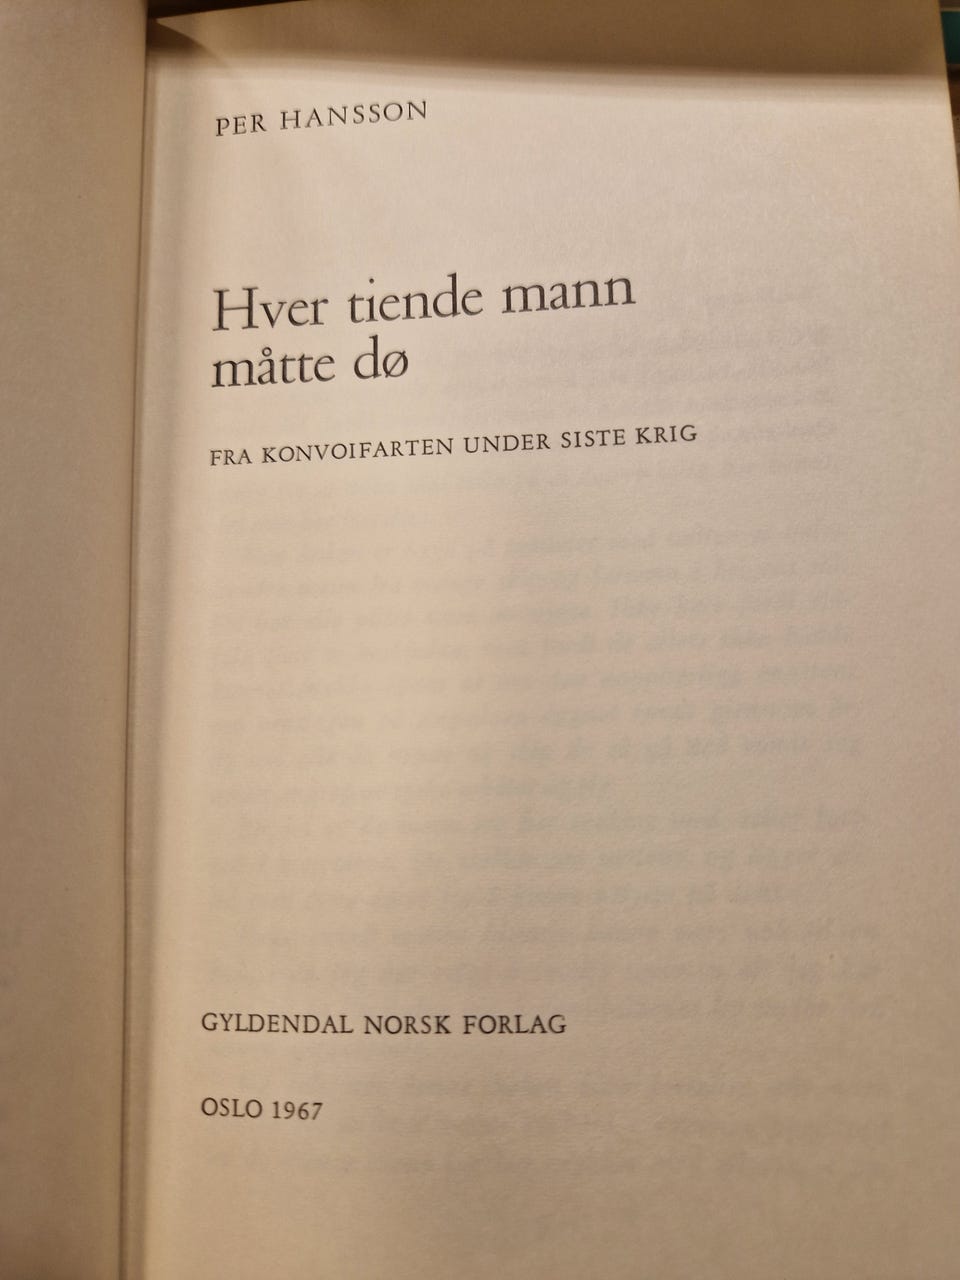 PER HANSSON
Hver tiende mann
måtte dø
FRA KONVOIFARTEN UNDER SISTE KRIG
GYLDENDAL NORSK FORLAG
OSLO 1967